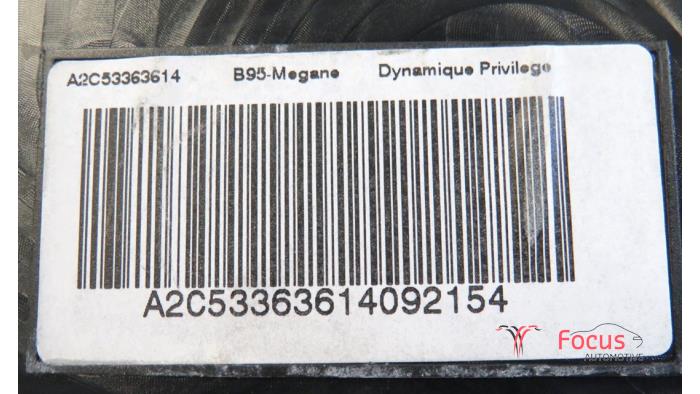 A2C53363614 B95-Megane Dynamique Privilege
A2C53363614092154
Focus
AUTOMOTIVE